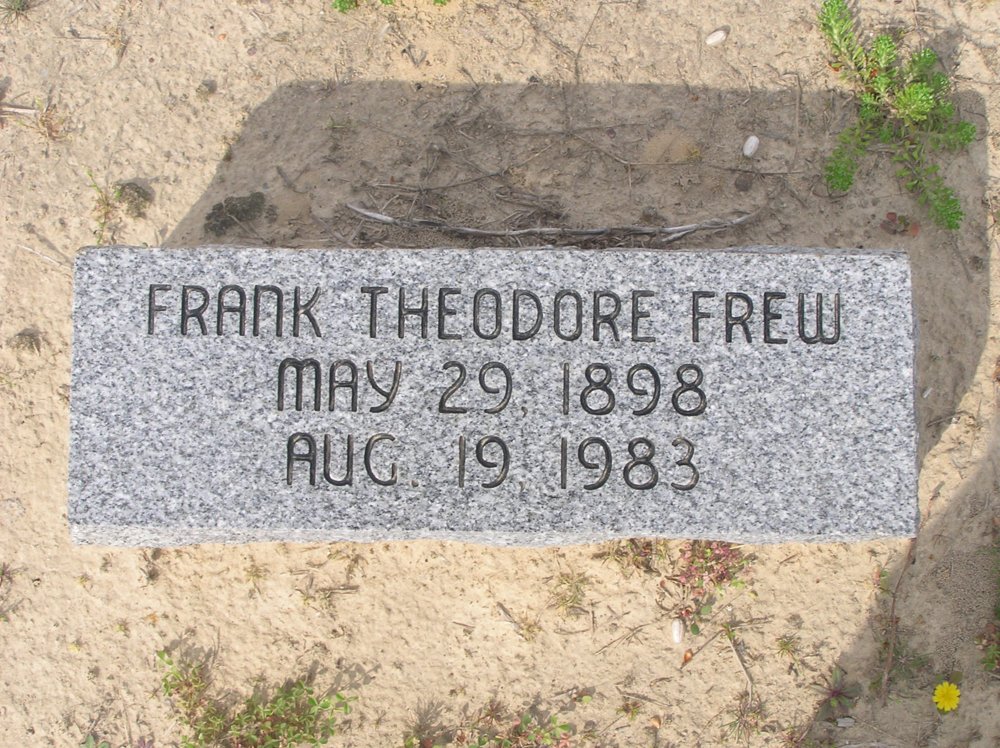 FRANK THEODORE FREW
MAY 29, 1898
AUG. 19, 1983